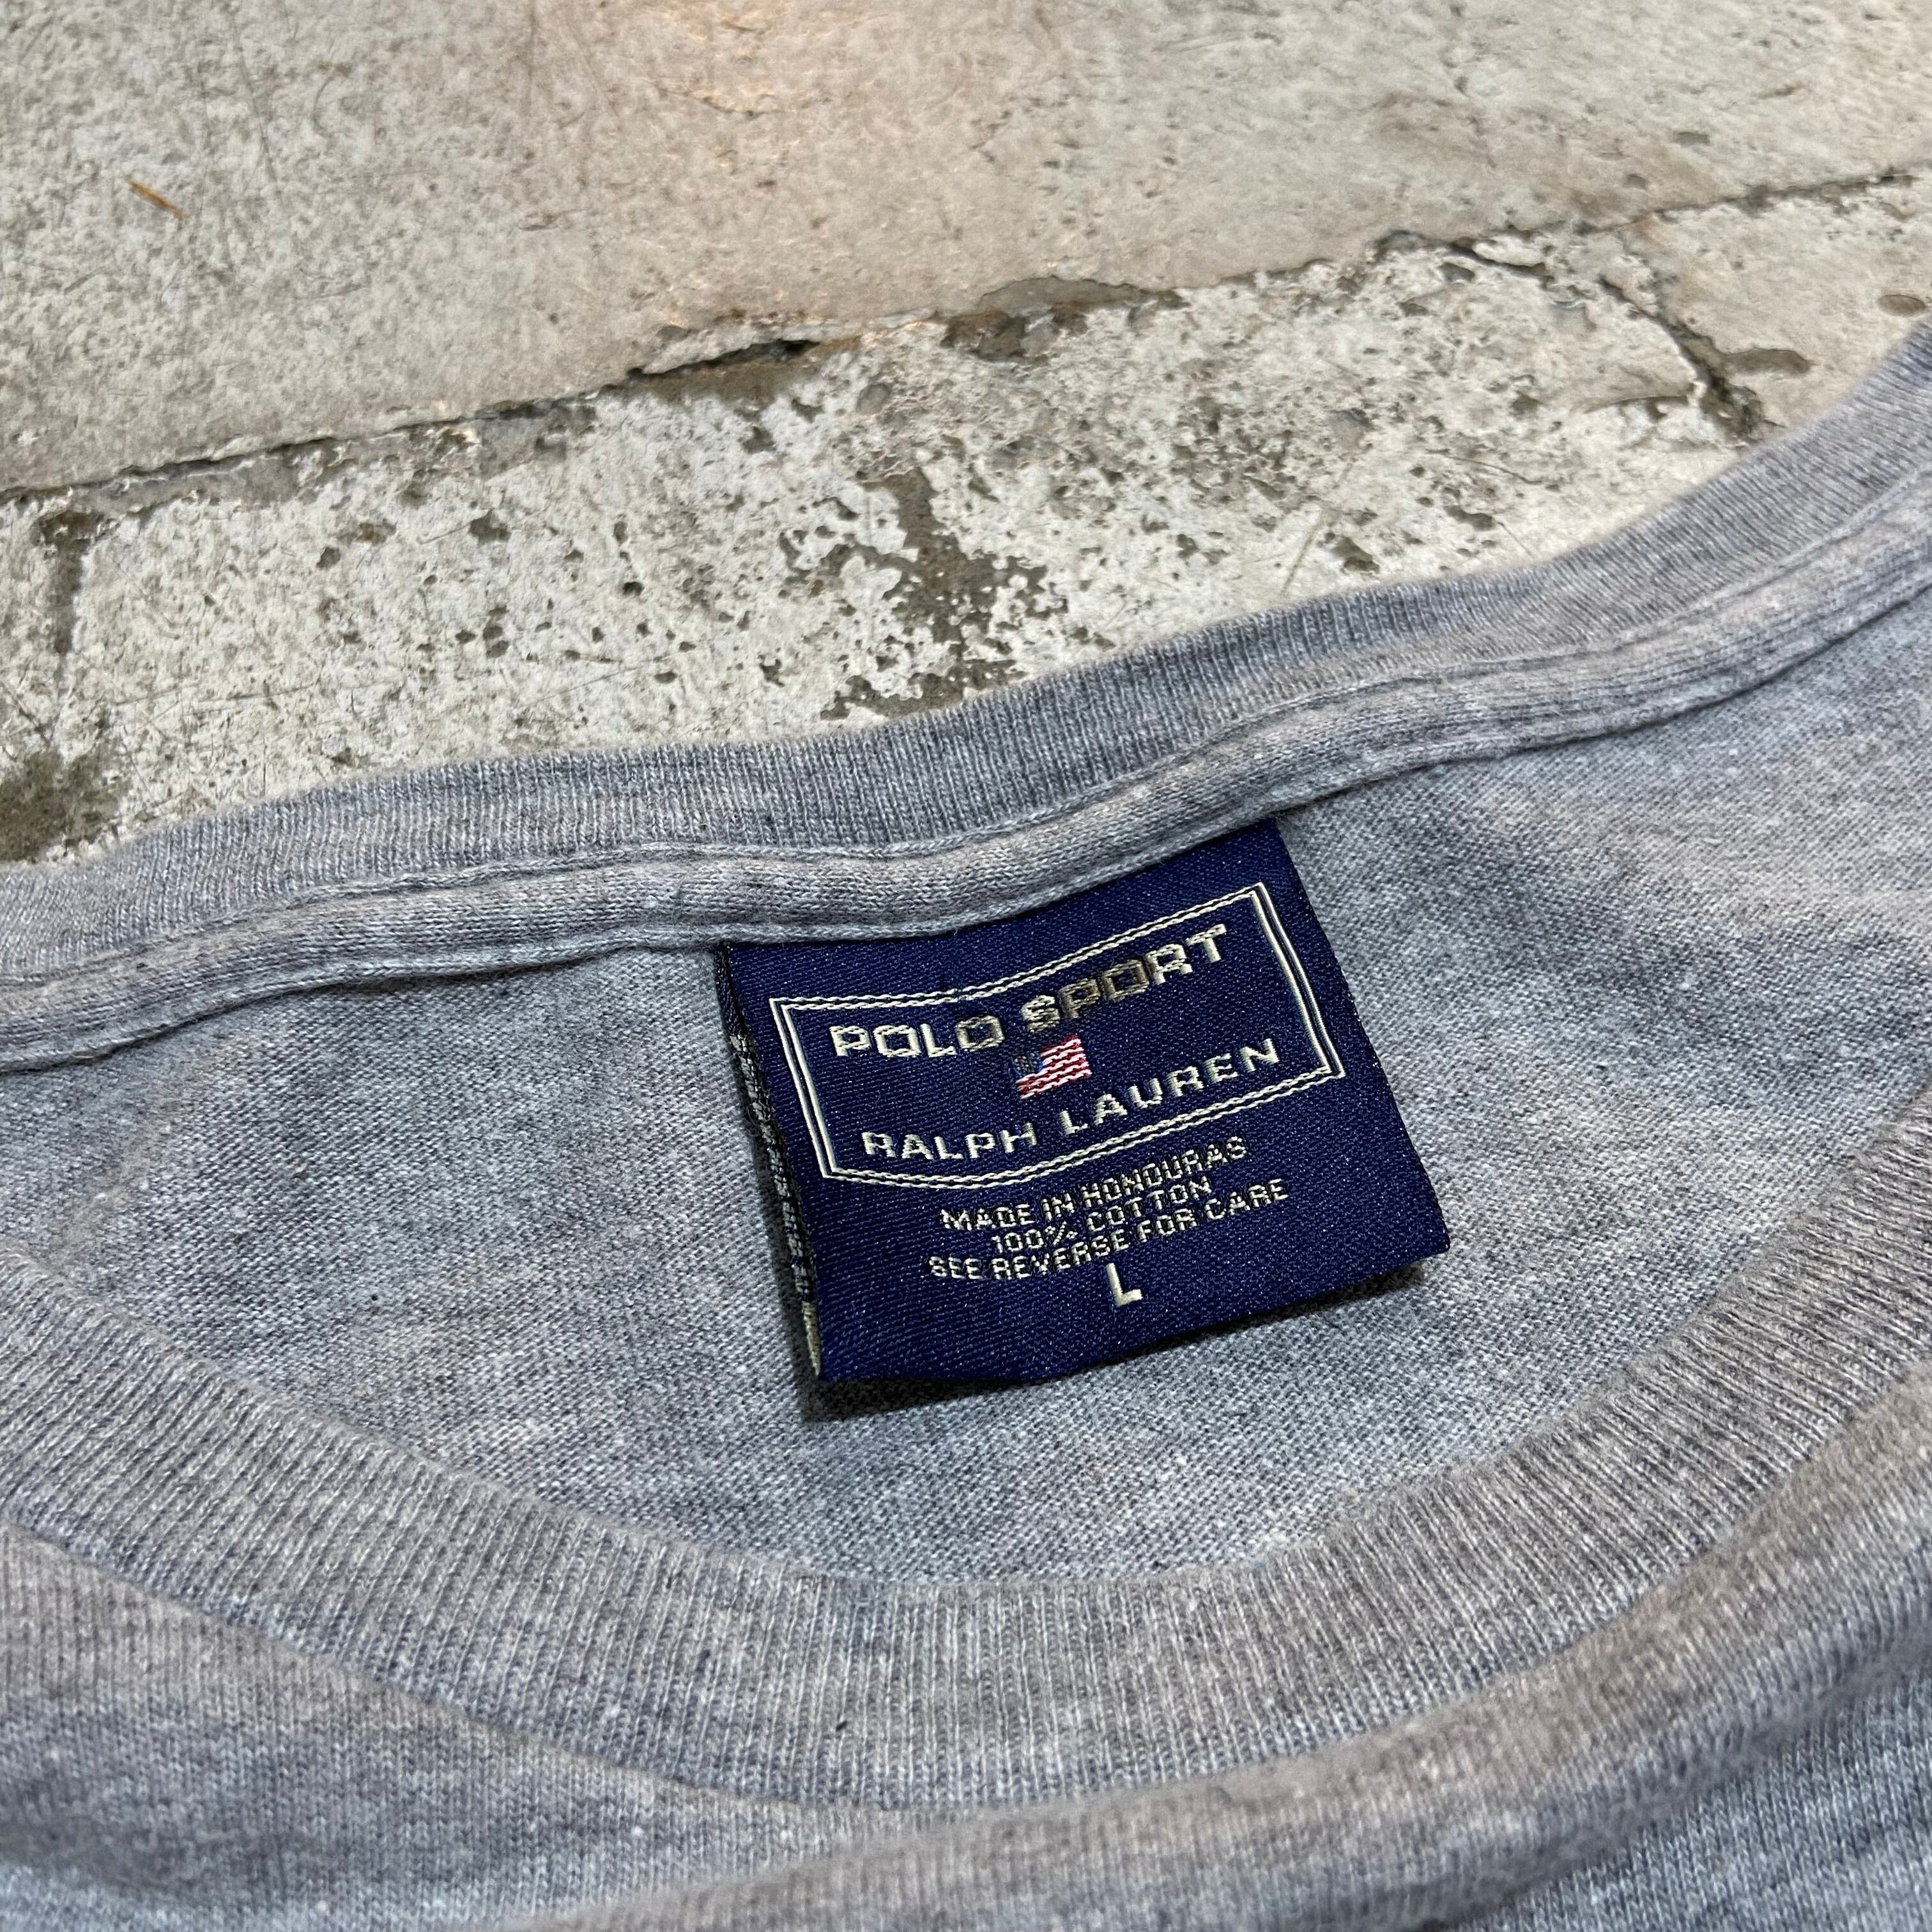 POLO SPORT
RALPH LAUREN
MADE IN HONDURAS
100% COTTON
SEE REVERSE FOR CARE
L